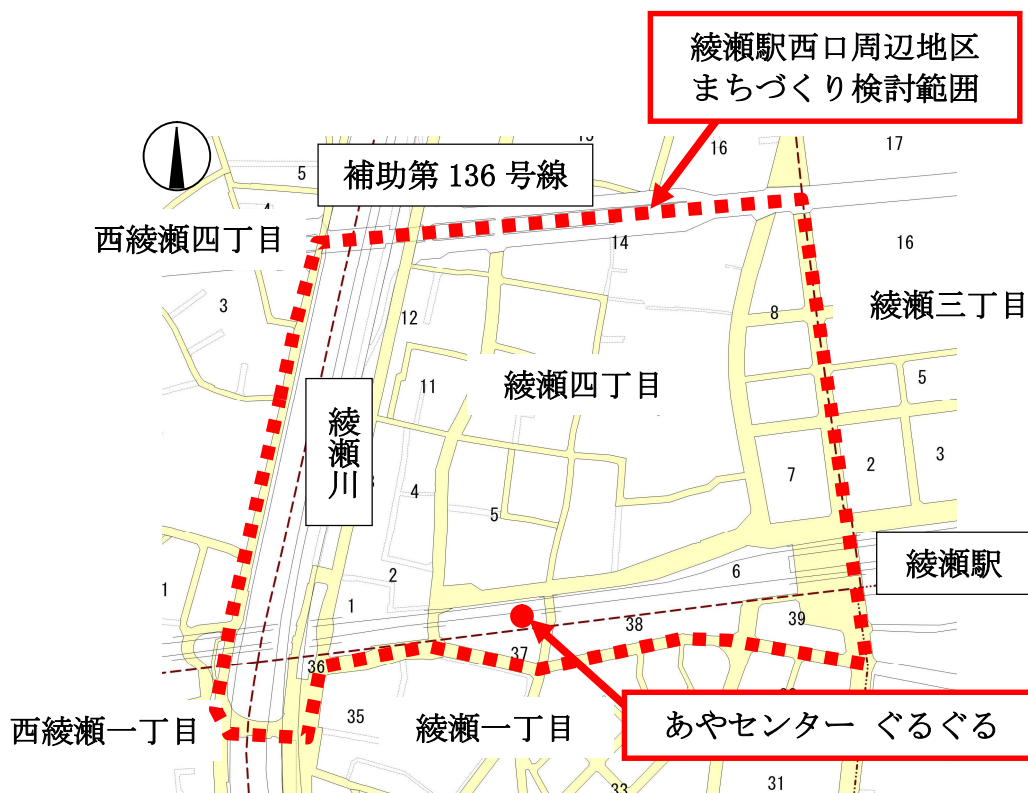 綾瀬駅西口周辺地区
まちづくり検討範囲
16
17
5
補助第 136 号線
4
西綾瀬四丁目
14
16
3
12
8
綾瀬三丁目
11
綾瀬四丁目
5
綾瀬川
7
2
3
4
5
綾瀬駅
2
6
1
1
38
39
36
37
あやセンター ぐるぐる
35
西綾瀬一丁目
綾瀬一丁目
33
31